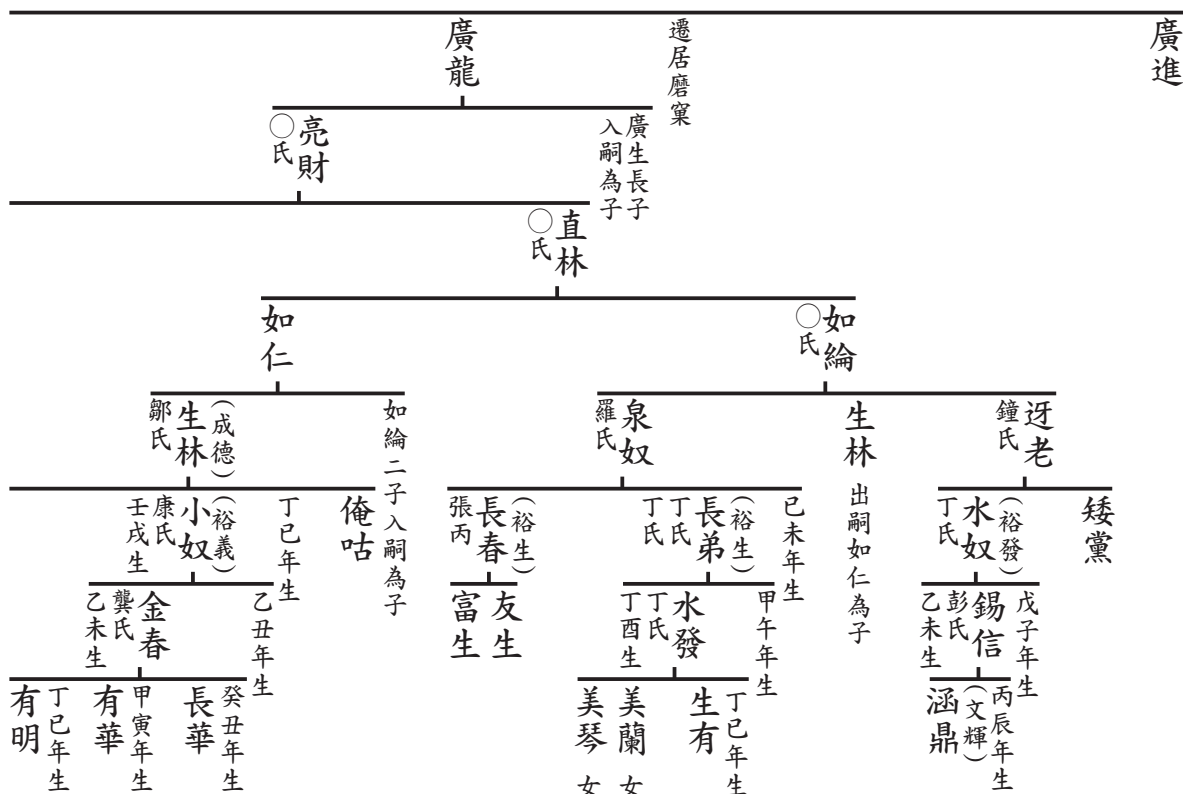 廣進
遷居磨窠
廣龍
廣生長子
入嗣為子
亮財
○氏
直林
○氏
如綸
○氏
如仁
迓老
鐘氏
生林
出嗣如仁為子
泉奴
羅氏
如綸二子入嗣為子
(成德)
生林
鄒氏
矮黨
(裕發)
水奴
丁氏
己未年生
(裕生)
長弟
丁氏
丁氏
(裕生)
長春
張丙
俺咕
丁巳年生
(裕義)
小奴
康氏
壬戌生
戊子年生
錫信
彭氏
乙未生
甲午年生
水發
丁氏
丁酉生
友生
富生
乙丑年生
金春
龔氏
乙未生
丙辰年生
(文輝)
涵鼎
丁巳年生
生有
美蘭 女
美琴 女
癸丑年生
長華
甲寅年生
有華
丁巳年生
有明